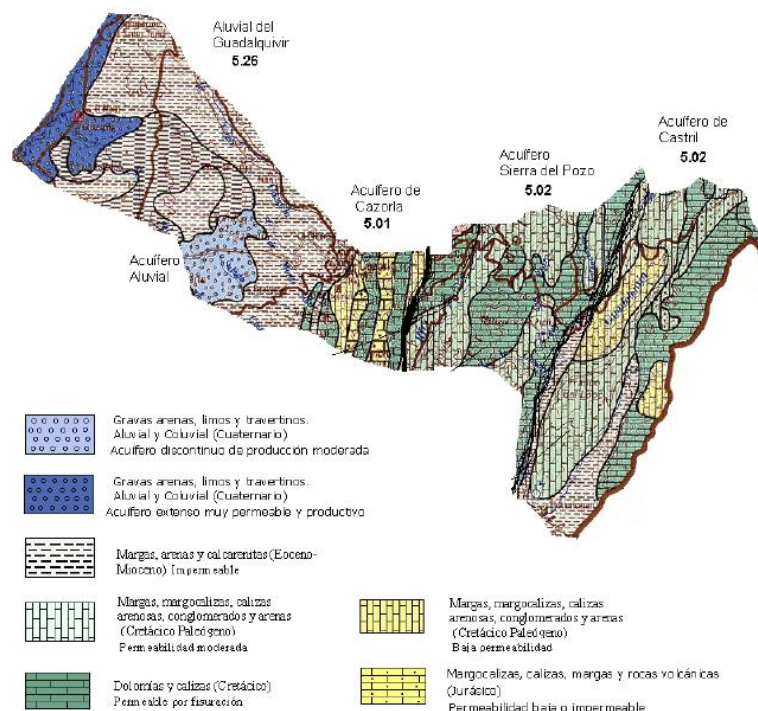 Aluvial del
Guadalquivir
5.26
Acuífero de
Castril
5.02
Acuífero
Sierra del Pozo
5.02
Acuífero de
Cazorla
5.01
Acuífero
Aluvial
Gravas arenas, limos y travertinos.
Aluvial y Coluvial (Cuaternario)
Acuífero discontinuo de producción moderada
Gravas arenas, limos y travertinos.
Aluvial y Coluvial (Cuaternario)
Acuífero extenso muy permeable y productivo
Margas, arenas y calcarenitas (Eoceno-
Mioceno) Impermeable
Margas, margocalizas, calizas
arenosas, conglomerados y arenas
(Cretácico Paleógeno)
Permeabilidad moderada
Margas, margocalizas, calizas
arenosas, conglomerados y arenas
(Cretácico Paleógeno)
Baja permeabilidad
Dolomías y calizas (Cretácico)
Permeable por fisuración
Margocalizas, calizas, margas y rocas volcánicas
(Jurásico)
Permeabilidad baja o impermeable